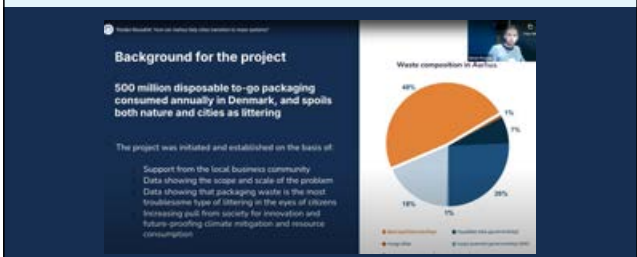 Background for the project
500 million disposable to-go packaging
consumed annually in Denmark, and spoils
both nature and cities as littering
The project was initiated and established on the basis of:
Support from the local business community
Data showing the scope and scale of the problem
Data showing that packaging waste is the most
troublesome type of littering in the eyes of citizens
Increasing pull from society for innovation and
future-proofing climate mitigation and resource
consumption
Waste composition in Aarhus
1%
7%
18%
1%